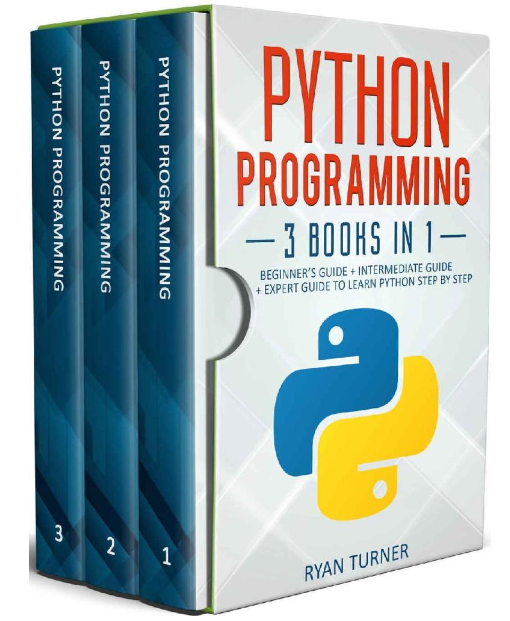 PYTHON PROGRAMMING
3
PYTHON PROGRAMMING
2
PYTHON PROGRAMMING
1
PYTHON
PROGRAMMING
— 3 BOOKS IN 1 —
BEGINNER'S GUIDE + INTERMEDIATE GUIDE
+ EXPERT GUIDE TO LEARN PYTHON STEP BY STEP
RYAN TURNER